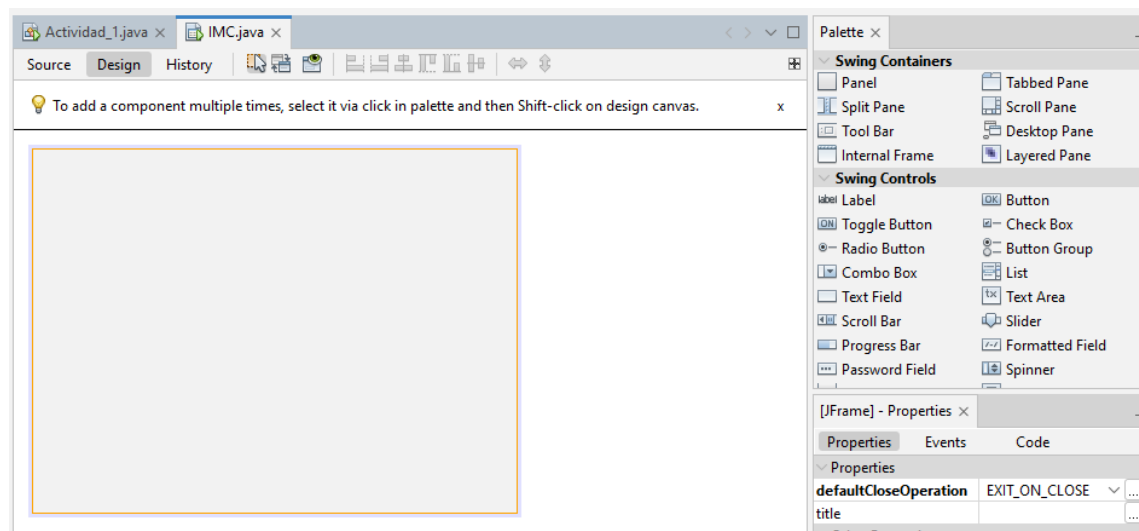 Actividad_1.java × IMC.java ×
Source Design History
To add a component multiple times, select it via click in palette and then Shift-click on design canvas. x
Palette ×
Swing Containers
Panel Tabbed Pane
Split Pane Scroll Pane
Tool Bar Desktop Pane
Internal Frame Layered Pane
Swing Controls
label Label OK Button
ON Toggle Button Check Box
Radio Button Button Group
Combo Box List
Text Field tx Text Area
Scroll Bar Slider
Progress Bar Formatted Field
Password Field Spinner
[JFrame] - Properties ×
Properties Events Code
Properties
defaultCloseOperation EXIT_ON_CLOSE ...
title ...